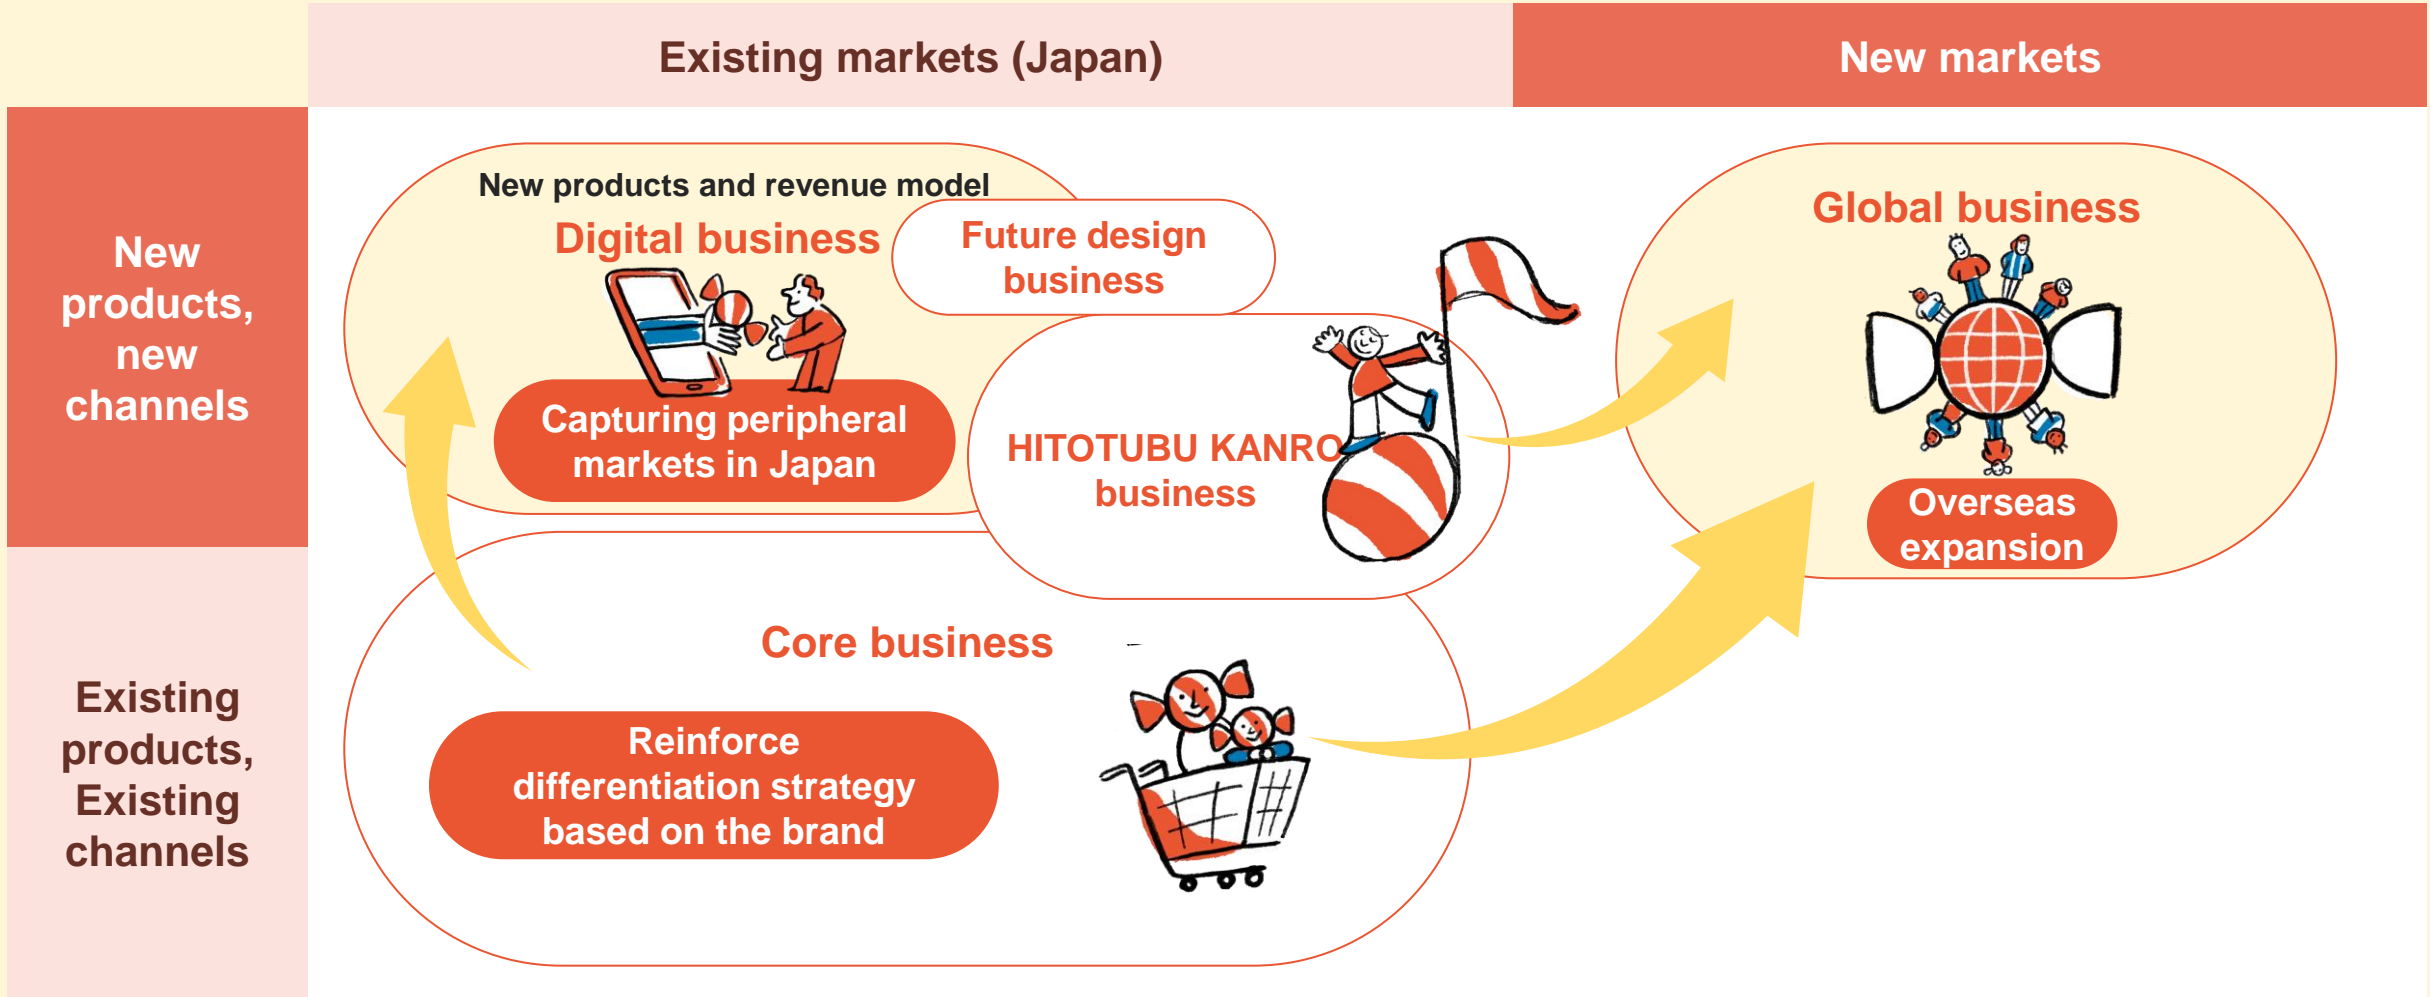 Existing markets (Japan)
New markets
New
products,
new
channels
New products and revenue model
Digital business
Future design
business
Capturing peripheral
markets in Japan
HITOTUBU KANRO
business
Global business
Overseas
expansion
Existing
products,
Existing
channels
Core business
Reinforce
differentiation strategy
based on the brand